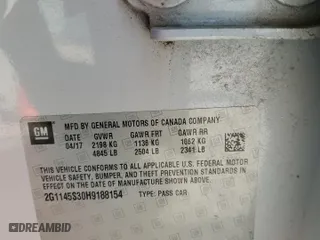 GM
MFD BY GENERAL MOTORS OF CANADA COMPANY
DATE GVWR GAWR FRT GAWR RR
04/17 2198 KG 1136 KG 1062 KG
4845 LB 2504 LB 2341 LB
THIS VEHICLE CONFORMS TO ALL APPLICABLE U.S. FEDERAL MOTOR
VEHICLE SAFETY, BUMPER, AND THEFT PREVENTION STANDARDS IN
EFFECT ON THE DATE OF MANUFACTURE SHOWN ABOVE.
2G1145S30H9188154 TYPE: PASS CAR
© AUTOBIDMASTER